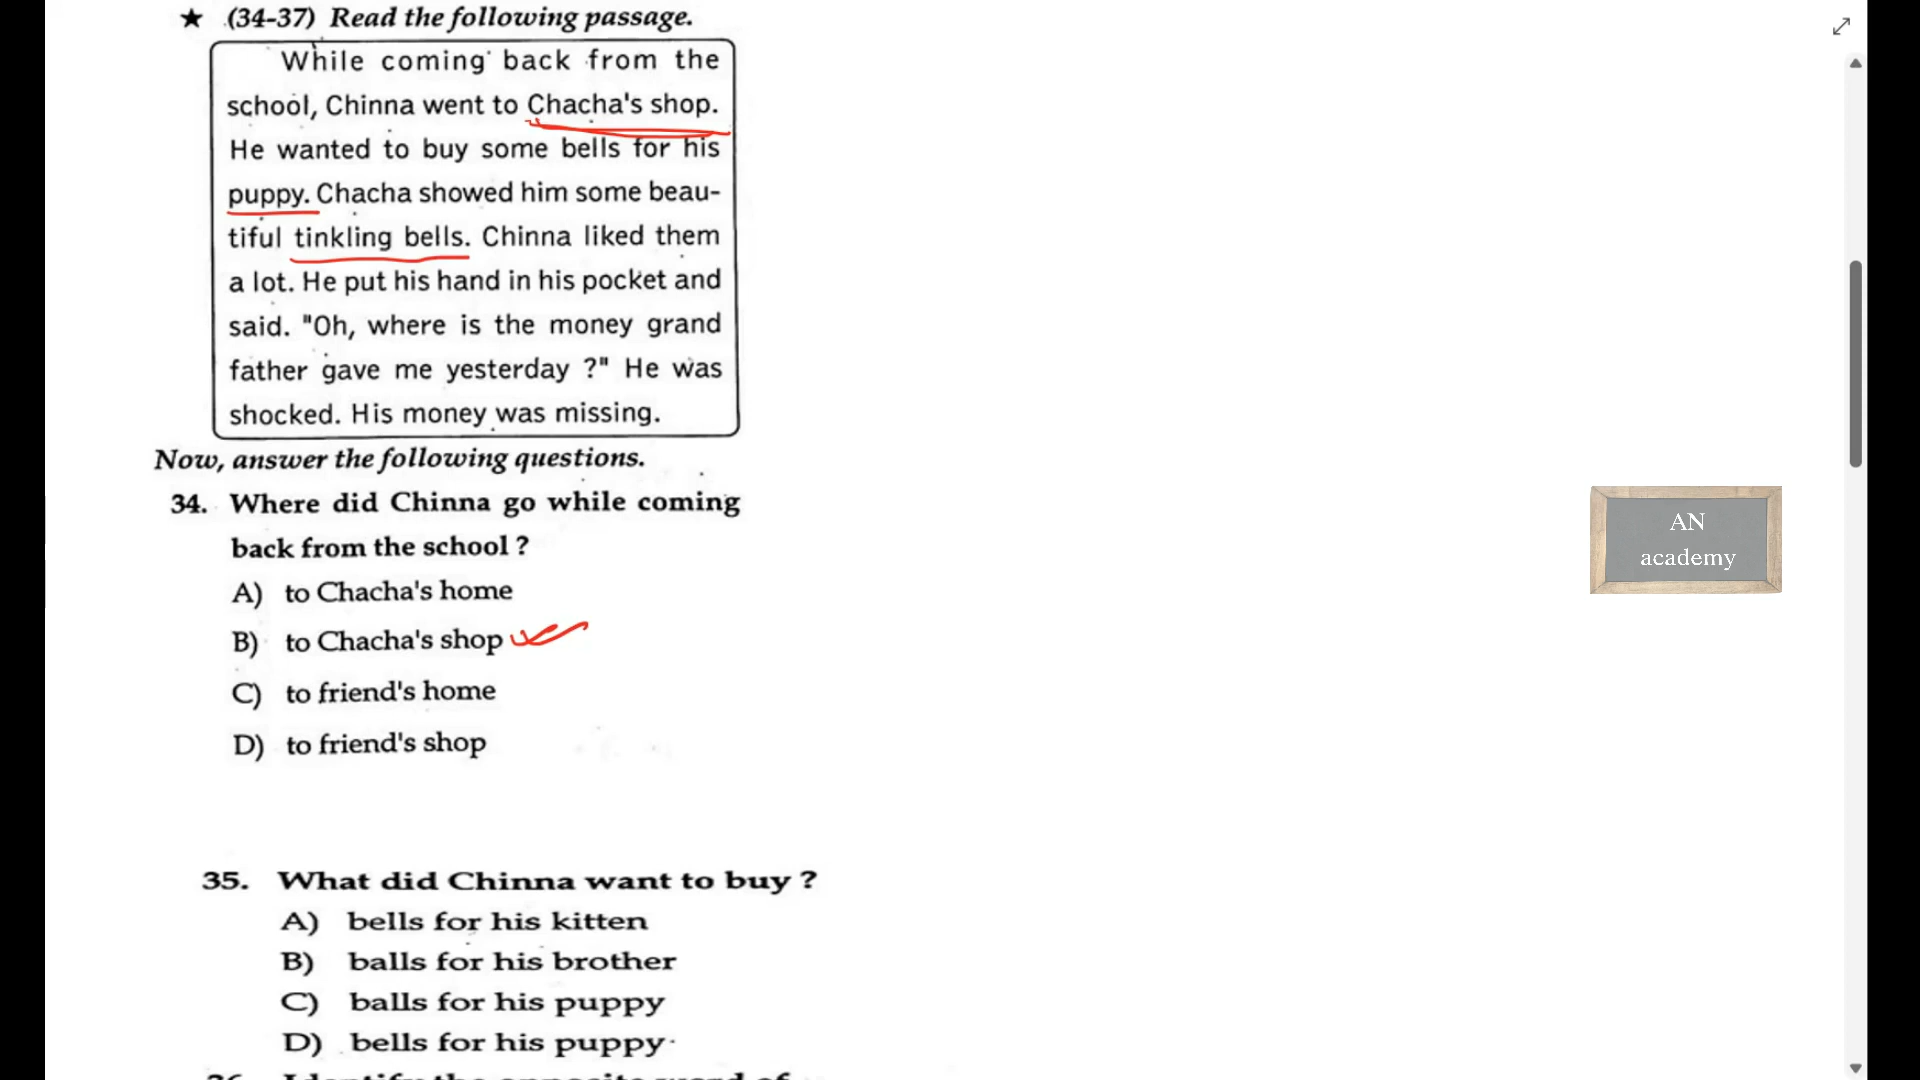 ★ (34-37) Read the following passage.
While coming back from the
school, Chinna went to Chacha's shop.
He wanted to buy some bells for his
puppy. Chacha showed him some beau-
tiful tinkling bells. Chinna liked them
a lot. He put his hand in his pocket and
said. "Oh, where is the money grand
father gave me yesterday ?" He was
shocked. His money was missing.
Now, answer the following questions.
34. Where did Chinna go while coming
back from the school ?
A) to Chacha's home
B) to Chacha's shop
C) to friend's home
D) to friend's shop
AN
academy
35. What did Chinna want to buy ?
A) bells for his kitten
B) balls for his brother
C) balls for his puppy
D) bells for his puppy